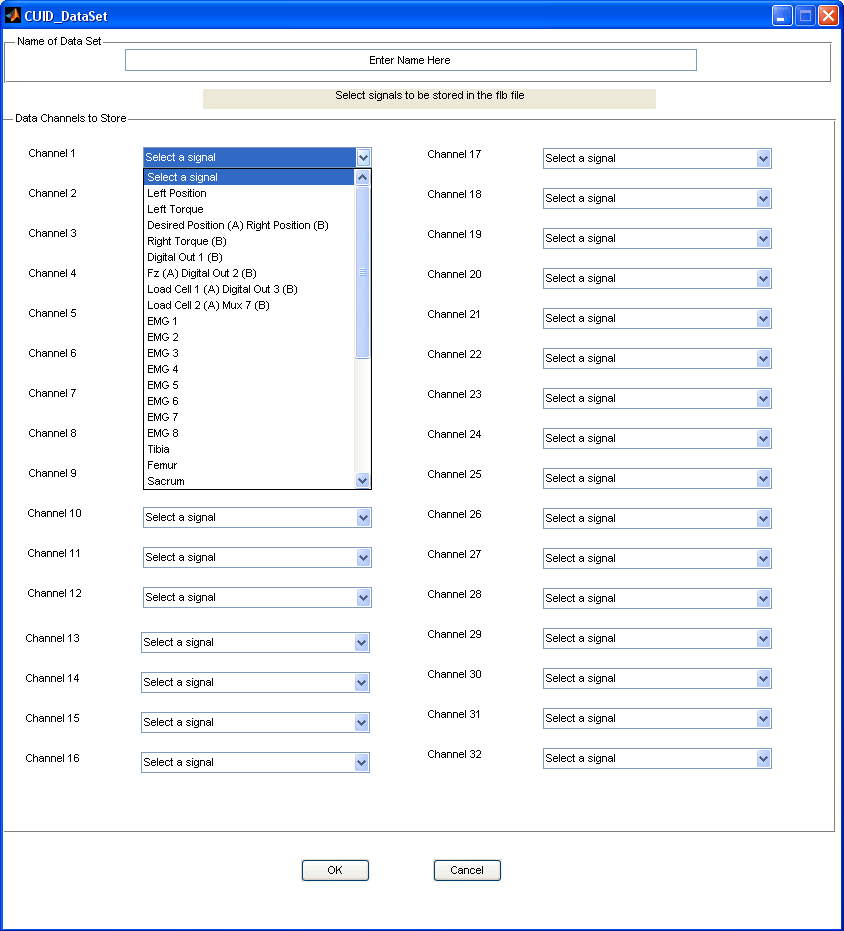 CUID_DataSet
Name of Data Set
Enter Name Here
Select signals to be stored in the flb file
Data Channels to Store
Channel 1
Select a signal
Select a signal
Left Position
Left Torque
Desired Position (A) Right Position (B)
Right Torque (B)
Digital Out 1 (B)
Fz (A) Digital Out 2 (B)
Load Cell 1 (A) Digital Out 3 (B)
Load Cell 2 (A) Mux 7 (B)
EMG 1
EMG 2
EMG 3
EMG 4
EMG 5
EMG 6
EMG 7
EMG 8
Tibia
Femur
Sacrum
Channel 2
Channel 3
Channel 4
Channel 5
Channel 6
Channel 7
Channel 8
Channel 9
Channel 10 Select a signal
Channel 11 Select a signal
Channel 12 Select a signal
Channel 13 Select a signal
Channel 14 Select a signal
Channel 15 Select a signal
Channel 16 Select a signal
Channel 17 Select a signal
Channel 18 Select a signal
Channel 19 Select a signal
Channel 20 Select a signal
Channel 21 Select a signal
Channel 22 Select a signal
Channel 23 Select a signal
Channel 24 Select a signal
Channel 25 Select a signal
Channel 26 Select a signal
Channel 27 Select a signal
Channel 28 Select a signal
Channel 29 Select a signal
Channel 30 Select a signal
Channel 31 Select a signal
Channel 32 Select a signal
OK
Cancel